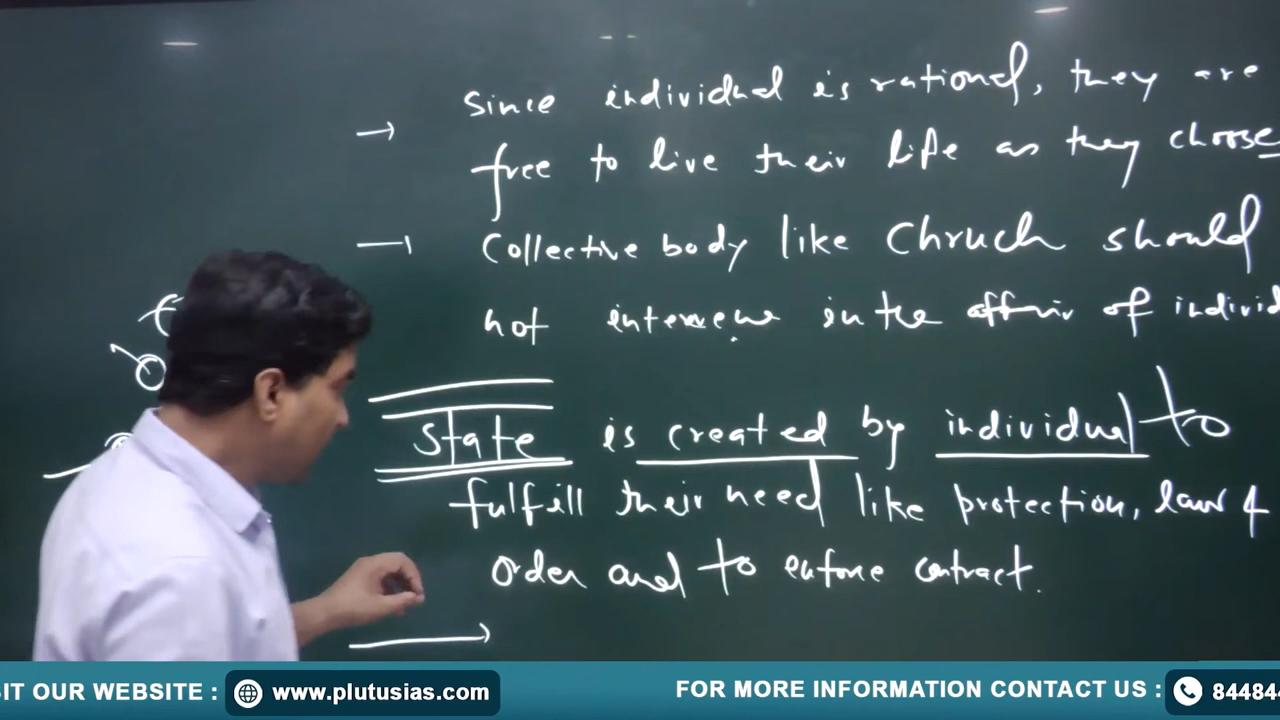 → Since individual is rational, they are
free to live their life as they choose
→ Collective body like Chruch should
not intervene in the affair of individ
State is created by individual to
fulfill their need like protection, law &
order and to enforce contract.
→
SIT OUR WEBSITE : www.plutusias.com FOR MORE INFORMATION CONTACT US : 84484